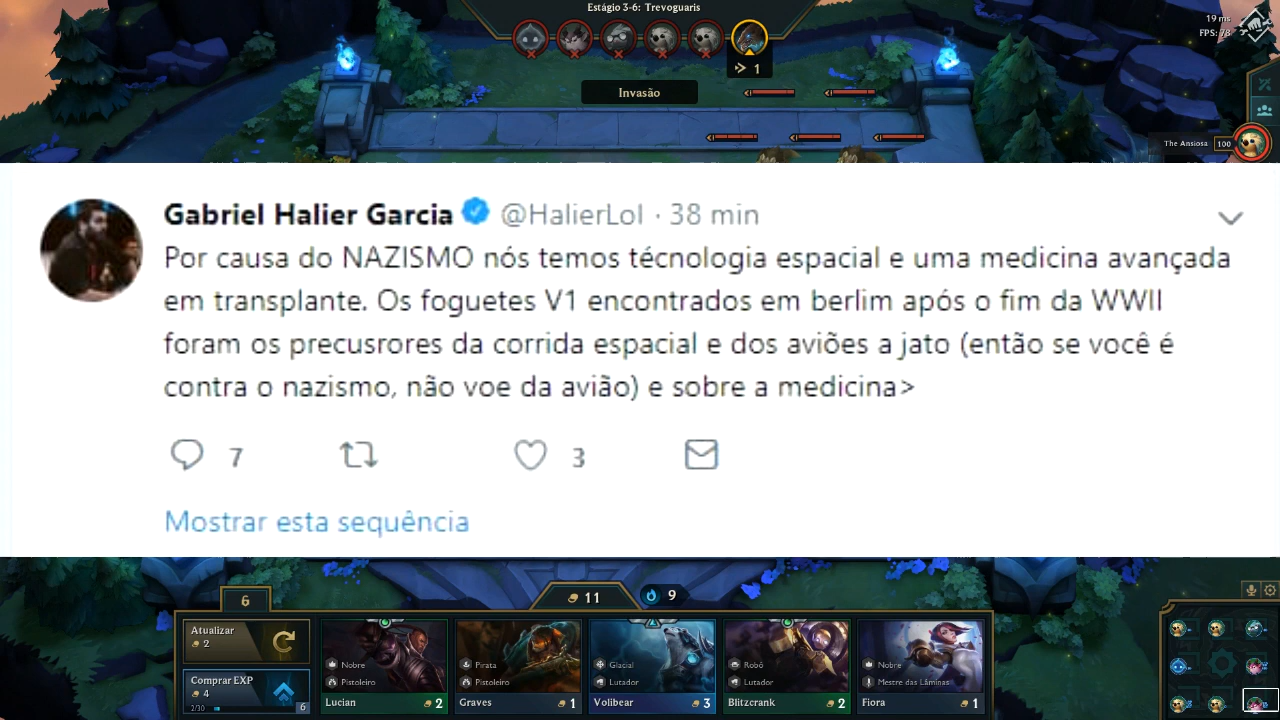 Estágio 3-6: Trevoguaris
19 ms
FPS: 78
> 1
Invasão
The Ansiosa 100
Gabriel Halier Garcia @HalierLol · 38 min
Por causa do NAZISMO nós temos técnologia espacial e uma medicina avançada
em transplante. Os foguetes V1 encontrados em berlim após o fim da WWII
foram os precusrores da corrida espacial e dos aviões a jato (então se você é
contra o nazismo, não voe da avião) e sobre a medicina>
7 3
Mostrar esta sequência
6 11 9
Atualizar
2
Comprar EXP
4
2/30 6
Nobre
Pistoleiro
Lucian 2
Pirata
Pistoleiro
Graves 1
Glacial
Lutador
Volibear 3
Robô
Lutador
Blitzcrank 2
Nobre
Mestre das Lâminas
Fiora 1